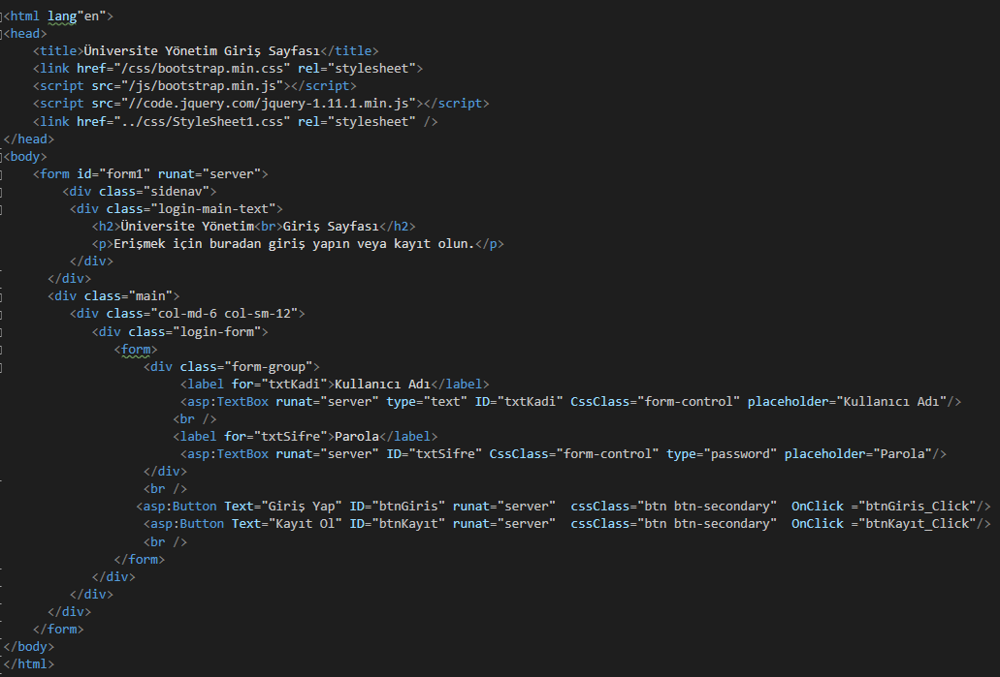 <html lang"en">
<head>
<title>Üniversite Yönetim Giriş Sayfası</title>
<link href="/css/bootstrap.min.css" rel="stylesheet">
<script src="/js/bootstrap.min.js"></script>
<script src="//code.jquery.com/jquery-1.11.1.min.js"></script>
<link href="../css/StyleSheet1.css" rel="stylesheet" />
</head>
<body>
<form id="form1" runat="server">
<div class="sidenav">
<div class="login-main-text">
<h2>Üniversite Yönetim<br>Giriş Sayfası</h2>
<p>Erişmek için buradan giriş yapın veya kayıt olun.</p>
</div>
</div>
<div class="main">
<div class="col-md-6 col-sm-12">
<div class="login-form">
<form>
<div class="form-group">
<label for="txtKadi">Kullanıcı Adı</label>
<asp:TextBox runat="server" type="text" ID="txtKadi" CssClass="form-control" placeholder="Kullanıcı Adı"/>
<br />
<label for="txtSifre">Parola</label>
<asp:TextBox runat="server" ID="txtSifre" CssClass="form-control" type="password" placeholder="Parola"/>
</div>
<br />
<asp:Button Text="Giriş Yap" ID="btnGiris" runat="server"  cssClass="btn btn-secondary"  OnClick ="btnGiris_Click"/>
<asp:Button Text="Kayıt Ol" ID="btnKayıt" runat="server"  cssClass="btn btn-secondary"  OnClick ="btnKayıt_Click"/>
<br />
</form>
</div>
</div>
</div>
</form>
</body>
</html>